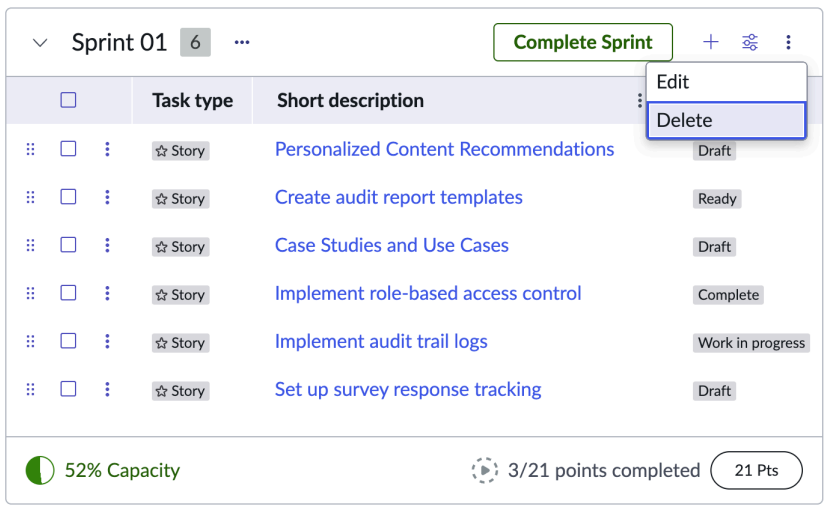 Sprint 01 6 ... Complete Sprint
Edit
Task type Short description
Delete
Story Personalized Content Recommendations Draft
Story Create audit report templates Ready
Story Case Studies and Use Cases Draft
Story Implement role-based access control Complete
Story Implement audit trail logs Work in progress
Story Set up survey response tracking Draft
52% Capacity 3/21 points completed 21 Pts